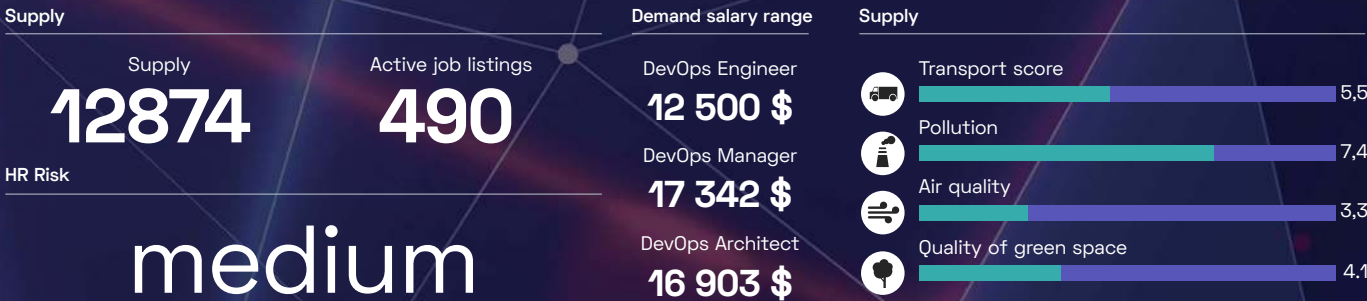 Supply
Supply
12874
Active job listings
490
HR Risk
medium
Demand salary range
DevOps Engineer
12 500 $
DevOps Manager
17 342 $
DevOps Architect
16 903 $
Supply
Transport score
5,5
Pollution
7,4
Air quality
3,3
Quality of green space
4.1